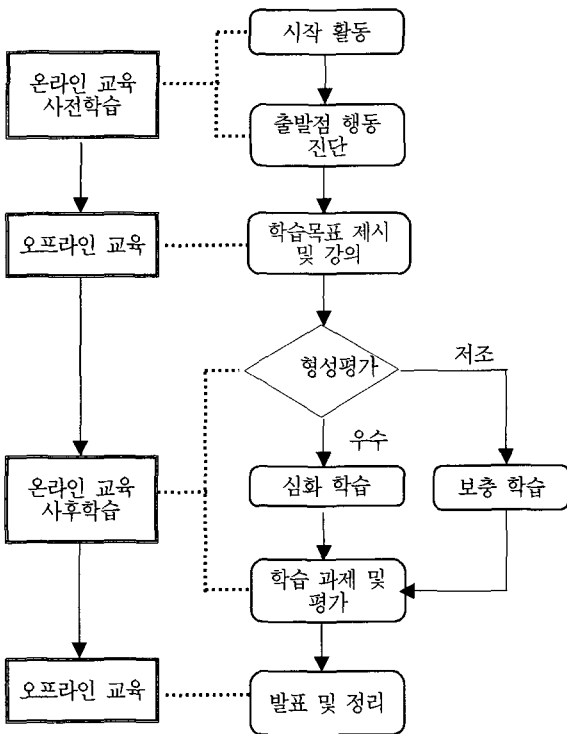 시작 활동
온라인 교육
사전학습
출발점 행동
진단
오프라인 교육
학습목표 제시
및 강의
형성평가
저조
우수
온라인 교육
사후학습
심화 학습
보충 학습
학습 과제 및
평가
오프라인 교육
발표 및 정리